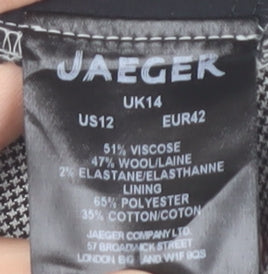 JAEGER
UK14
US12 EUR42
51% VISCOSE
47% WOOL/LAINE
2% ELASTANE/ELASTHANNE
LINING
65% POLYESTER
35% COTTON/COTON
JAEGER COMPANY LTD.
57 BROADWICK STREET
LONDON AND W1F 9QS